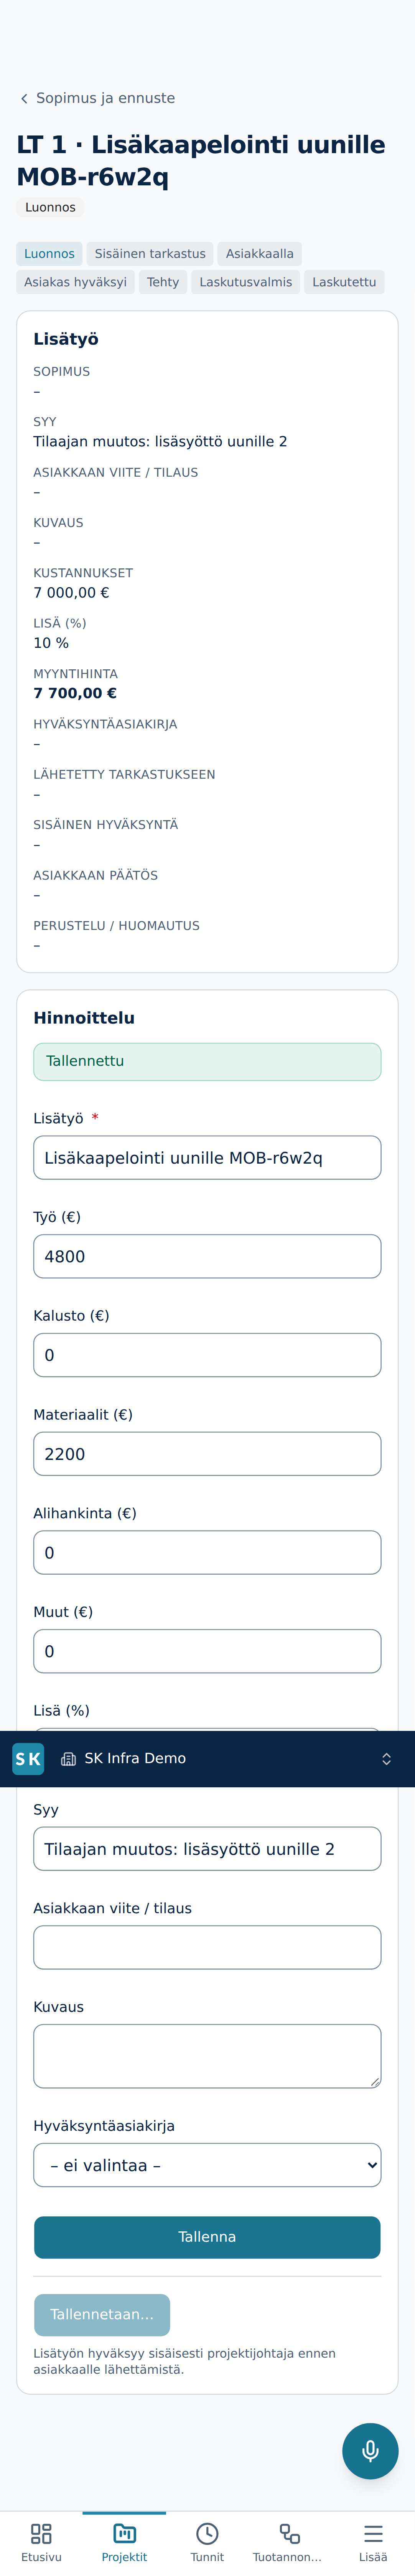 Sopimus ja ennuste
LT 1 · Lisäkaapelointi uunille
MOB-r6w2q
Luonnos
Luonnos Sisäinen tarkastus Asiakkaalla
Asiakas hyväksyi Tehty Laskutusvalmis Laskutettu
Lisätyö
SOPIMUS
–
SYY
Tilaajan muutos: lisäsyöttö uunille 2
ASIAKKAAN VIITE / TILAUS
–
KUVAUS
–
KUSTANNUKSET
7 000,00 €
LISÄ (%)
10 %
MYYNTIHINTA
7 700,00 €
HYVÄKSYNTÄASIAKIRJA
–
LÄHETETTY TARKASTUKSEEN
–
SISÄINEN HYVÄKSYNTÄ
–
ASIAKKAAN PÄÄTÖS
–
PERUSTELU / HUOMAUTUS
–
Hinnoittelu
Tallennettu
Lisätyö *
Lisäkaapelointi uunille MOB-r6w2q
Työ (€)
4800
Kalusto (€)
0
Materiaalit (€)
2200
Alihankinta (€)
0
Muut (€)
0
Lisä (%)
SK SK Infra Demo
Syy
Tilaajan muutos: lisäsyöttö uunille 2
Asiakkaan viite / tilaus
Kuvaus
Hyväksyntäasiakirja
– ei valintaa –
Tallenna
Tallennetaan…
Lisätyön hyväksyy sisäisesti projektijohtaja ennen
asiakkaalle lähettämistä.
Etusivu Projektit Tunnit Tuotannon… Lisää